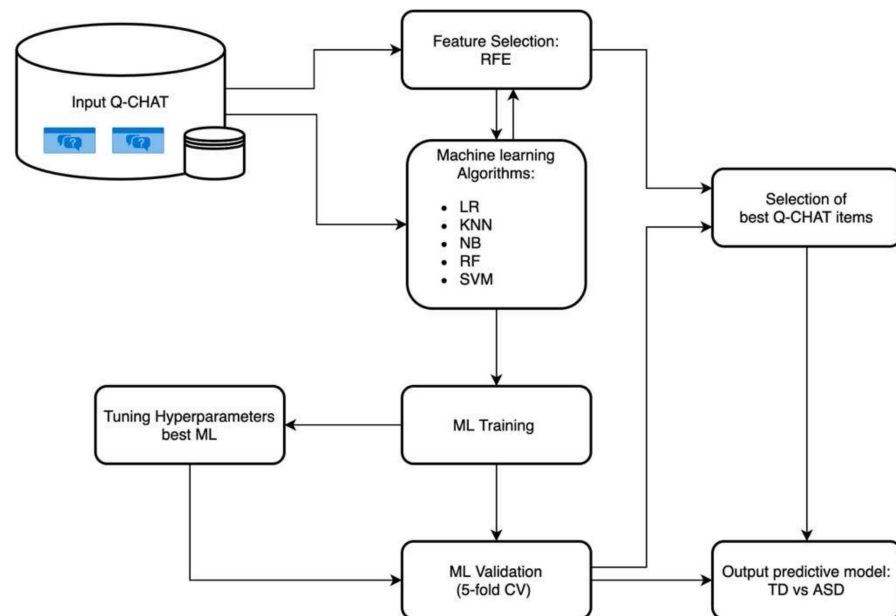 Input Q-CHAT
Feature Selection:
RFE
Machine learning
Algorithms:
• LR
• KNN
• NB
• RF
• SVM
Selection of
best Q-CHAT items
Tuning Hyperparameters
best ML
ML Training
ML Validation
(5-fold CV)
Output predictive model:
TD vs ASD